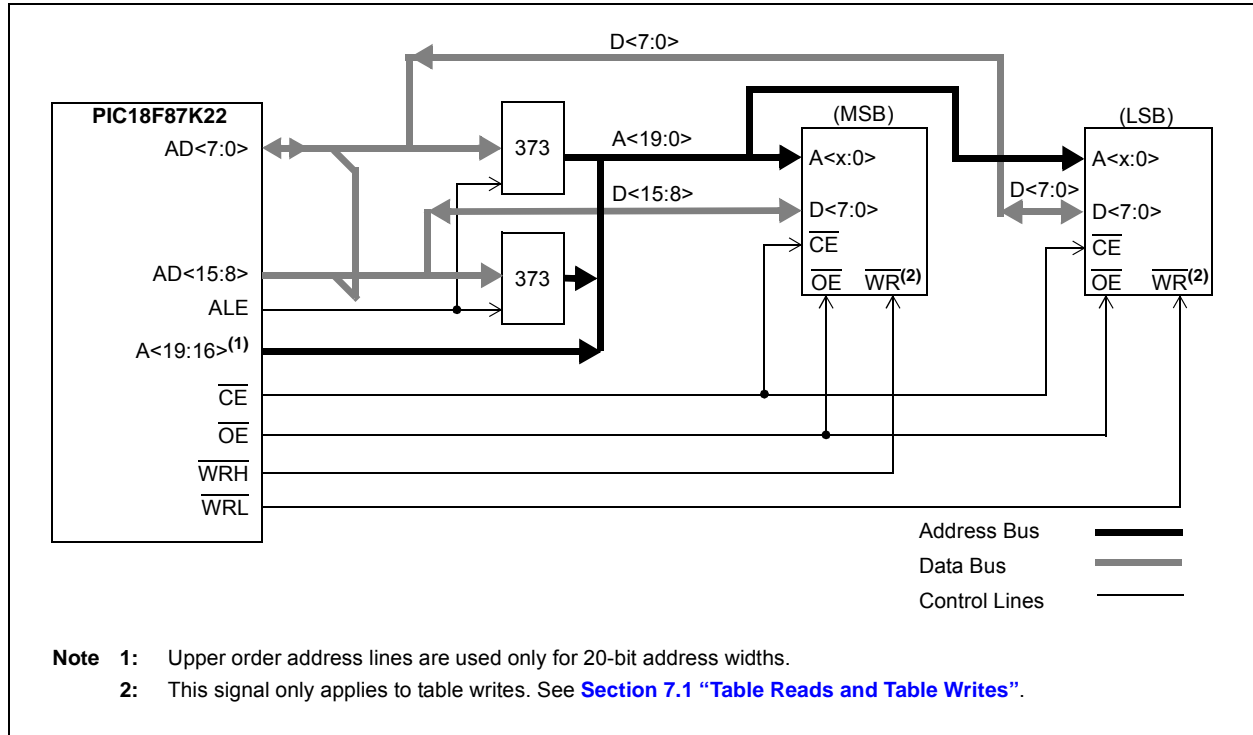 D<7:0>
PIC18F87K22
AD<7:0>
373
A<19:0>
(MSB)
A<x:0>
(LSB)
A<x:0>
D<15:8>
D<7:0>
D<7:0>
D<7:0>
CE
CE
AD<15:8>
373
OE WR(2)
OE WR(2)
ALE
A<19:16>(1)
CE
OE
WRH
WRL
Address Bus
Data Bus
Control Lines
Note 1: Upper order address lines are used only for 20-bit address widths.
2: This signal only applies to table writes. See Section 7.1 “Table Reads and Table Writes”.